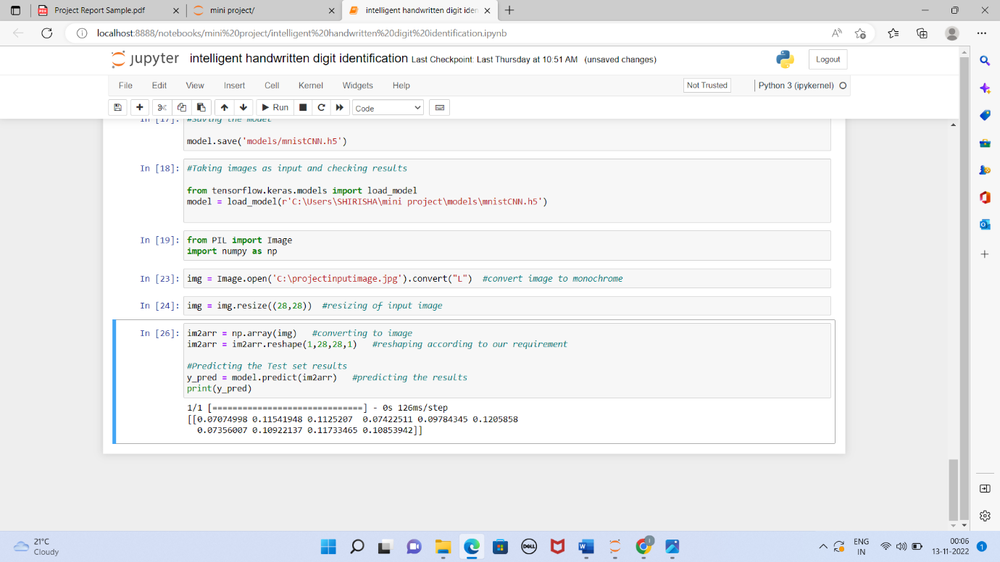 Project Report Sample.pdf
mini project/
intelligent handwritten digit iden
localhost:8888/notebooks/mini%20project/intelligent%20handwritten%20digit%20identification.ipynb
jupyter intelligent handwritten digit identification Last Checkpoint: Last Thursday at 10:51 AM (unsaved changes)
Logout
File Edit View Insert Cell Kernel Widgets Help
Not Trusted
Python 3 (ipykernel)
Run
Code
In [17]: #Saving the model
model.save('models/mnistCNN.h5')
In [18]: #Taking images as input and checking results
from tensorflow.keras.models import load_model
model = load_model(r'C:\Users\SHIRISHA\mini project\models\mnistCNN.h5')
In [19]: from PIL import Image
import numpy as np
In [23]: img = Image.open('C:\projectinputimage.jpg').convert("L") #convert image to monochrome
In [24]: img = img.resize((28,28)) #resizing of input image
In [26]: im2arr = np.array(img) #converting to image
im2arr = im2arr.reshape(1,28,28,1) #reshaping according to our requirement
#Predicting the Test set results
y_pred = model.predict(im2arr) #predicting the results
print(y_pred)
1/1 [==============================] - 0s 126ms/step
[[0.07074998 0.11541948 0.1125207 0.07422511 0.09784345 0.1205858
0.07356007 0.10922137 0.11733465 0.10853942]]
21°C
Cloudy
DELL
ENG
IN
00:06
13-11-2022
1